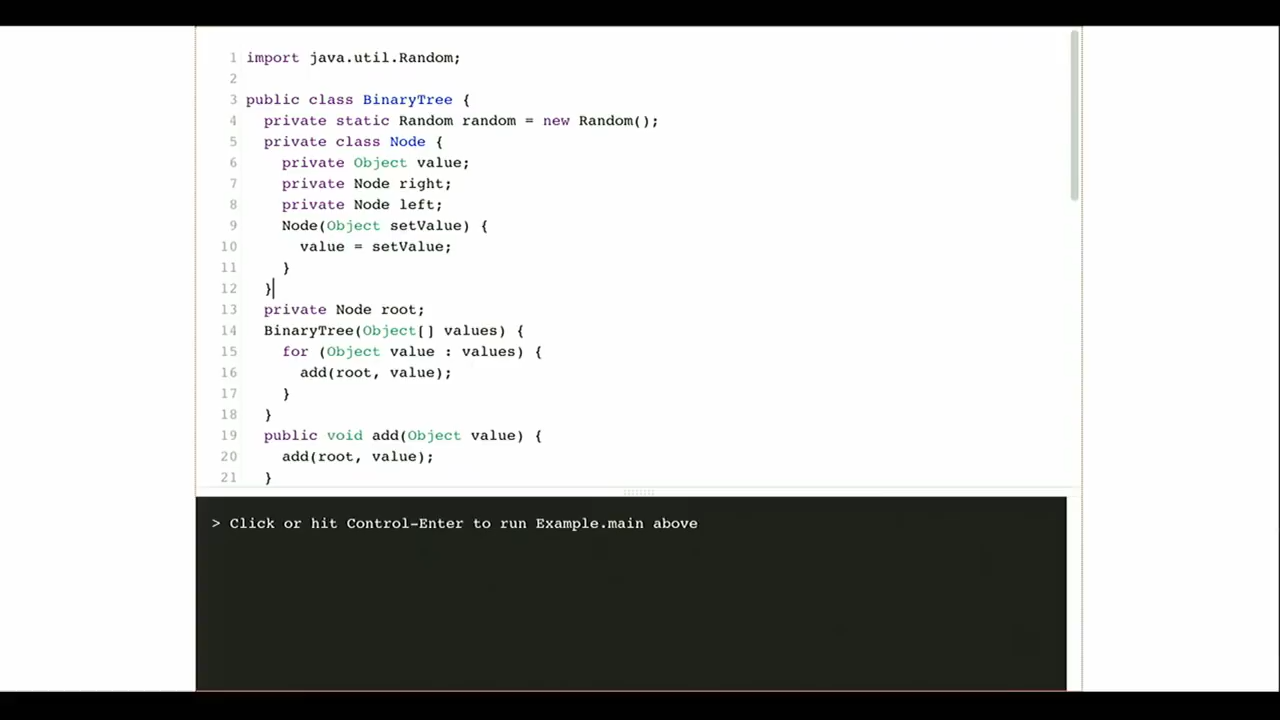 1 import java.util.Random;
2
3 public class BinaryTree {
4   private static Random random = new Random();
5   private class Node {
6     private Object value;
7     private Node right;
8     private Node left;
9     Node(Object setValue) {
10       value = setValue;
11     }
12   }
13   private Node root;
14   BinaryTree(Object[] values) {
15     for (Object value : values) {
16       add(root, value);
17     }
18   }
19   public void add(Object value) {
20     add(root, value);
21   }
> Click or hit Control-Enter to run Example.main above